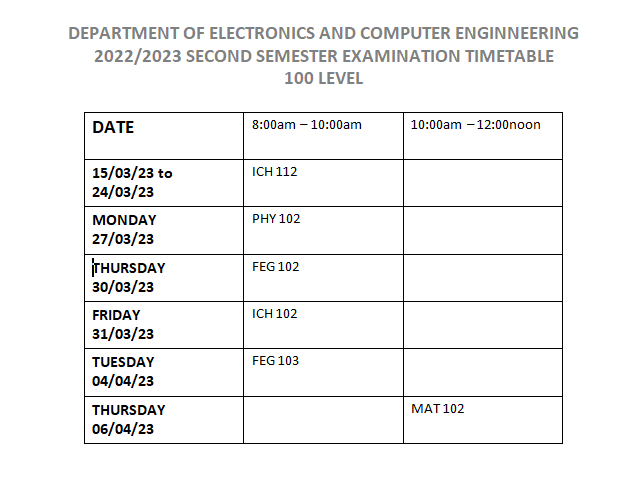 DEPARTMENT OF ELECTRONICS AND COMPUTER ENGINNEERING
2022/2023 SECOND SEMESTER EXAMINATION TIMETABLE
100 LEVEL
DATE 8:00am – 10:00am 10:00am –12:00noon
15/03/23 to ICH 112
24/03/23
MONDAY PHY 102
27/03/23
THURSDAY FEG 102
30/03/23
FRIDAY ICH 102
31/03/23
TUESDAY FEG 103
04/04/23
THURSDAY MAT 102
06/04/23